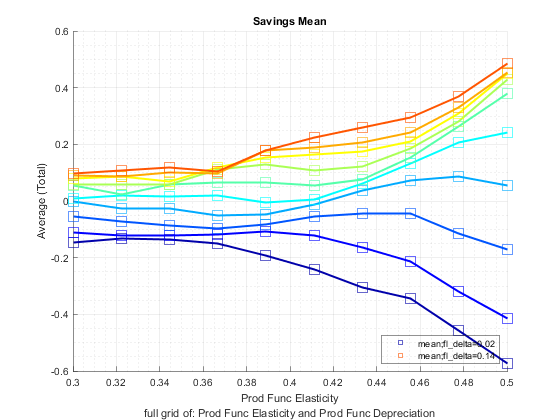 Savings Mean
0.6
0.4
0.2
0
-0.2
-0.4
-0.6
Average (Total)
mean;fl_delta=0.02
mean;fl_delta=0.14
0.3 0.32 0.34 0.36 0.38 0.4 0.42 0.44 0.46 0.48 0.5
Prod Func Elasticity
full grid of: Prod Func Elasticity and Prod Func Depreciation